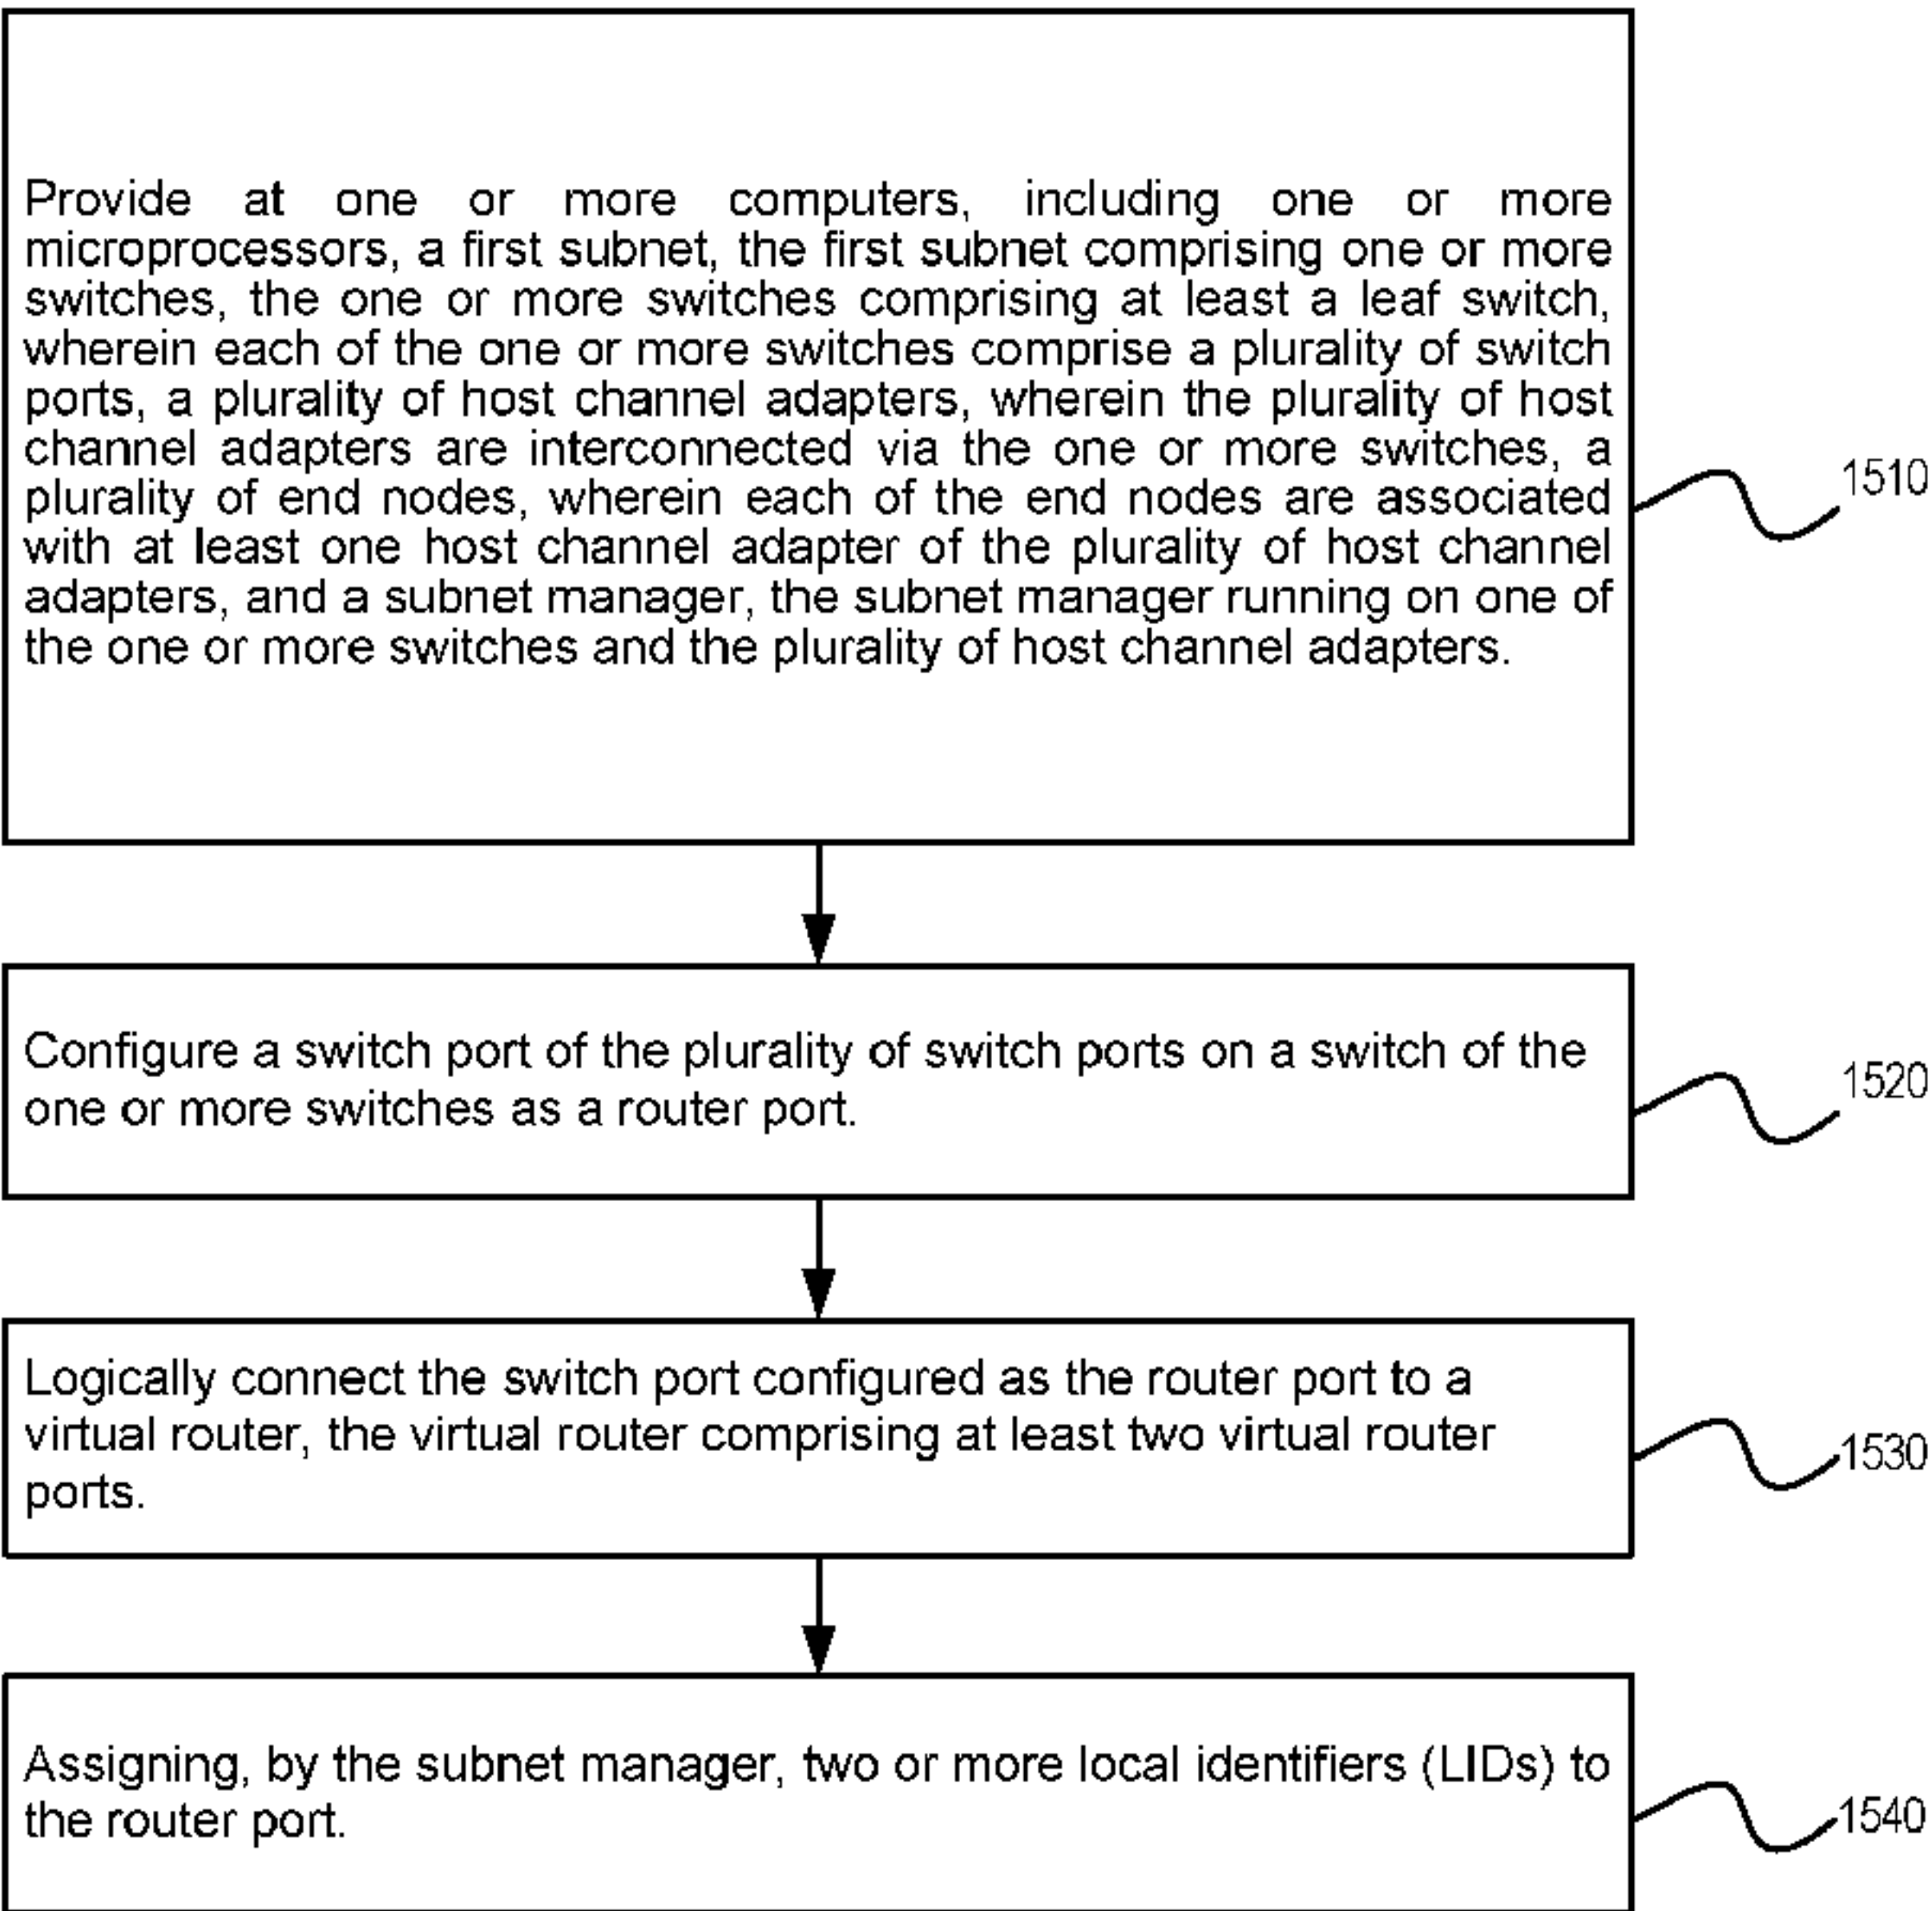 Provide at one or more computers, including one or more
microprocessors, a first subnet, the first subnet comprising one or more
switches, the one or more switches comprising at least a leaf switch,
wherein each of the one or more switches comprise a plurality of switch
ports, a plurality of host channel adapters, wherein the plurality of host
channel adapters are interconnected via the one or more switches, a
plurality of end nodes, wherein each of the end nodes are associated
with at least one host channel adapter of the plurality of host channel
adapters, and a subnet manager, the subnet manager running on one of
the one or more switches and the plurality of host channel adapters.
1510
Configure a switch port of the plurality of switch ports on a switch of the
one or more switches as a router port.
1520
Logically connect the switch port configured as the router port to a
virtual router, the virtual router comprising at least two virtual router
ports.
1530
Assigning, by the subnet manager, two or more local identifiers (LIDs) to
the router port.
1540